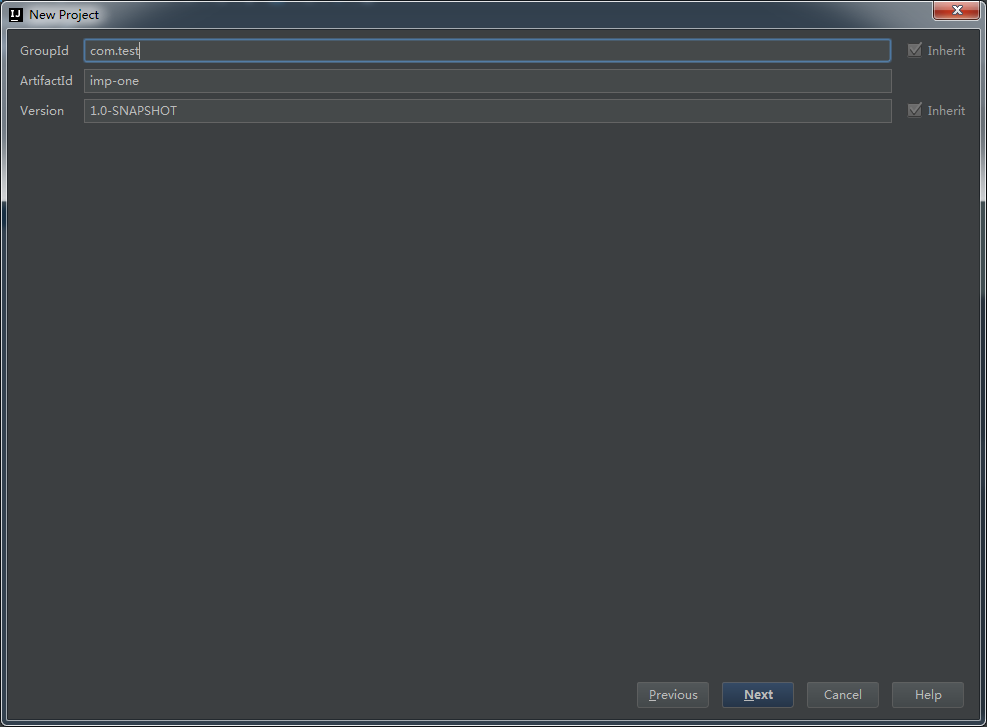 IJ New Project
GroupId com.test Inherit
ArtifactId imp-one
Version 1.0-SNAPSHOT Inherit
Previous Next Cancel Help